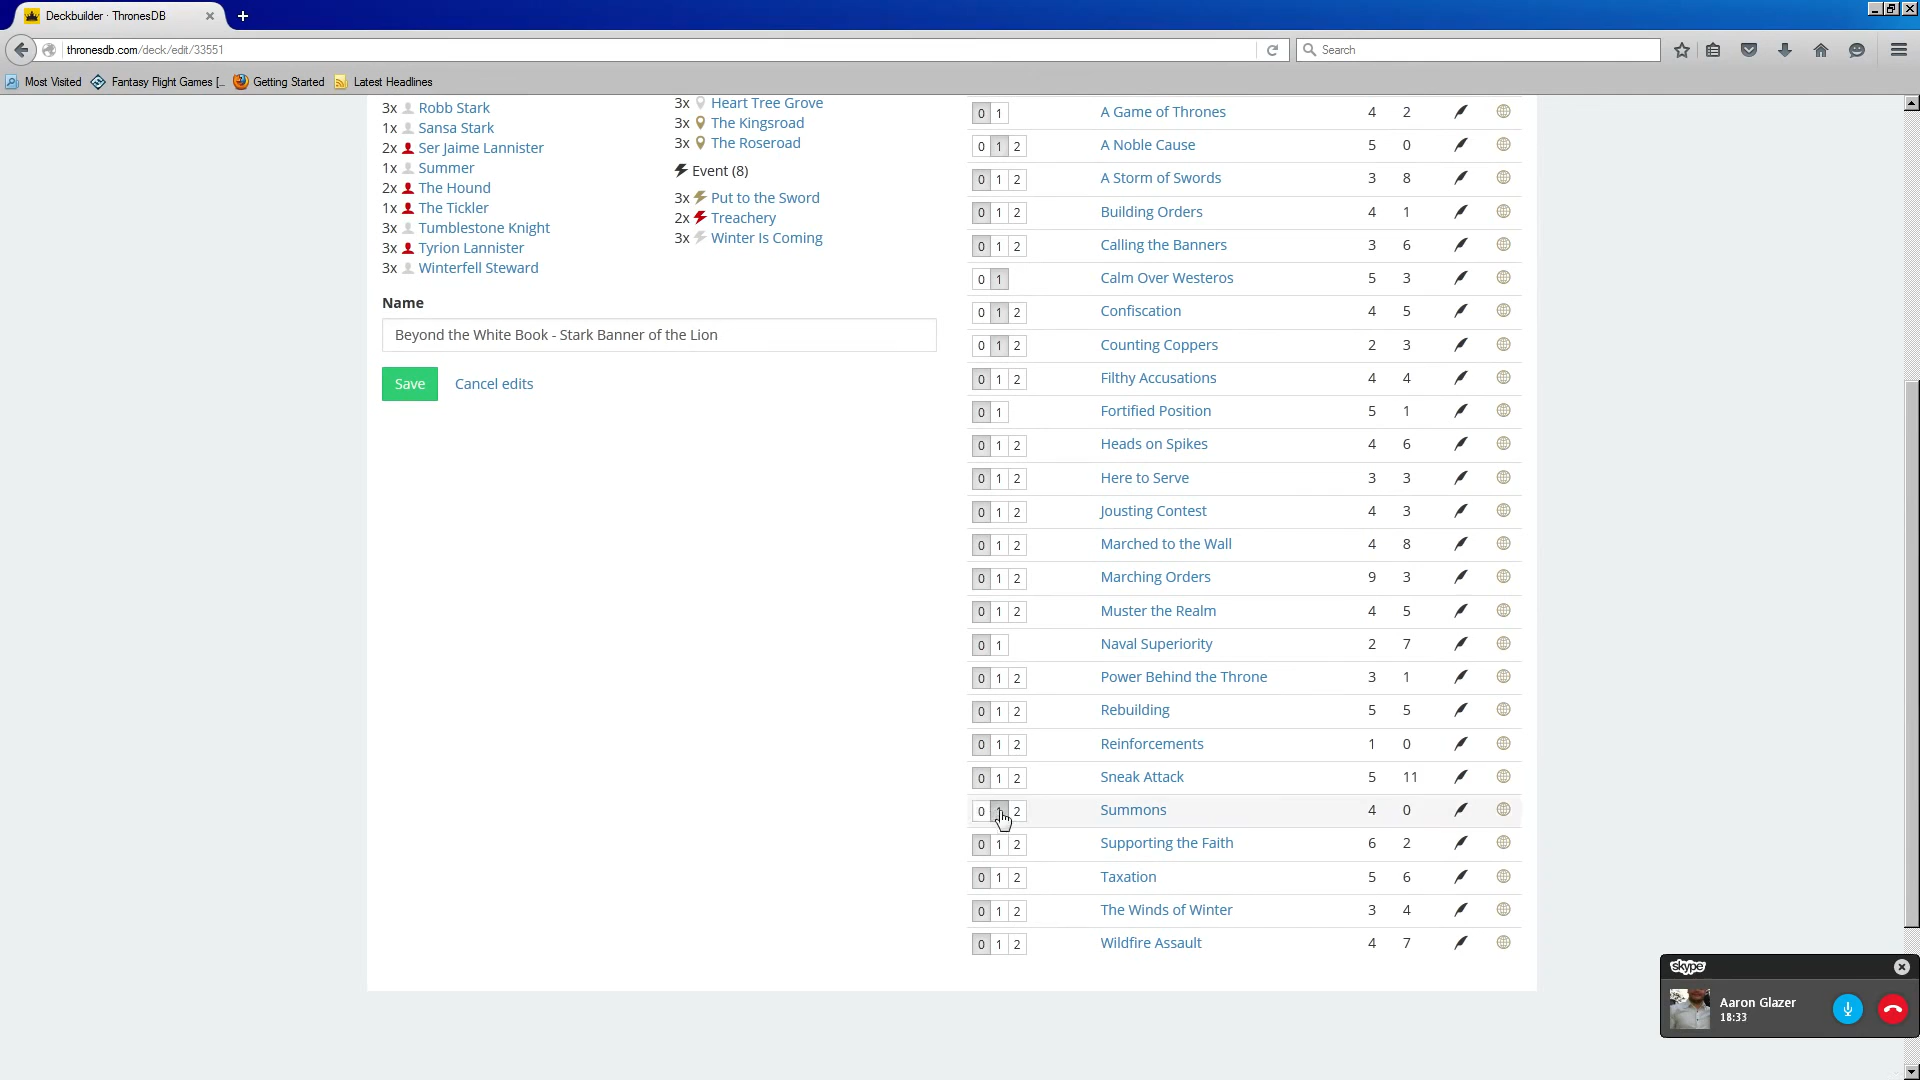 Deckbuilder · ThronesDB
thronesdb.com/deck/edit/33551
Search
Most Visited
Fantasy Flight Games [...
Getting Started
Latest Headlines
3x Robb Stark
1x Sansa Stark
2x Ser Jaime Lannister
1x Summer
2x The Hound
1x The Tickler
3x Tumblestone Knight
3x Tyrion Lannister
3x Winterfell Steward
3x Heart Tree Grove
3x The Kingsroad
3x The Roseroad
Event (8)
3x Put to the Sword
2x Treachery
3x Winter Is Coming
Name
Beyond the White Book - Stark Banner of the Lion
Save Cancel edits
0 1 A Game of Thrones 4 2
0 1 2 A Noble Cause 5 0
0 1 2 A Storm of Swords 3 8
0 1 2 Building Orders 4 1
0 1 2 Calling the Banners 3 6
0 1 Calm Over Westeros 5 3
0 1 2 Confiscation 4 5
0 1 2 Counting Coppers 2 3
0 1 2 Filthy Accusations 4 4
0 1 Fortified Position 5 1
0 1 2 Heads on Spikes 4 6
0 1 2 Here to Serve 3 3
0 1 2 Jousting Contest 4 3
0 1 2 Marched to the Wall 4 8
0 1 2 Marching Orders 9 3
0 1 2 Muster the Realm 4 5
0 1 Naval Superiority 2 7
0 1 2 Power Behind the Throne 3 1
0 1 2 Rebuilding 5 5
0 1 2 Reinforcements 1 0
0 1 2 Sneak Attack 5 11
0 1 2 Summons 4 0
0 1 2 Supporting the Faith 6 2
0 1 2 Taxation 5 6
0 1 2 The Winds of Winter 3 4
0 1 2 Wildfire Assault 4 7
skype
Aaron Glazer
18:33